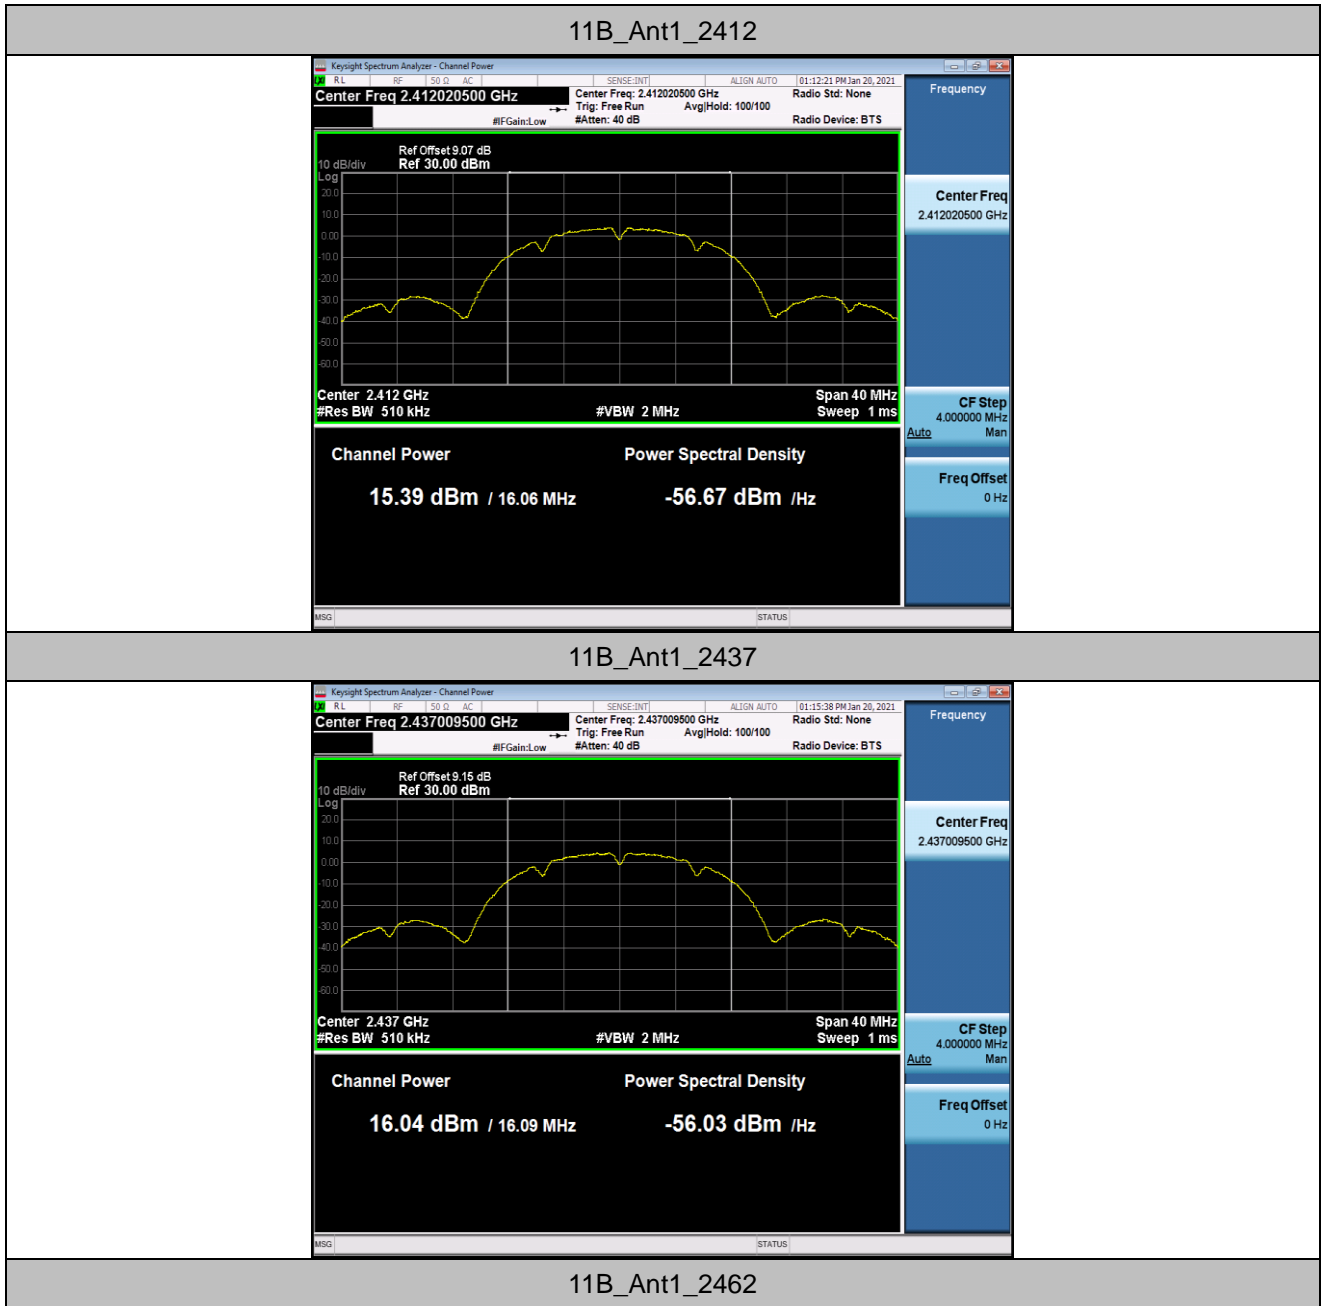 11B_Ant1_2412
Keysight Spectrum Analyzer - Channel Power
RL RF 50 Ω AC SENSE:INT ALIGN AUTO 01:12:21 PM Jan 20, 2021
Center Freq 2.412020500 GHz
Center Freq: 2.412020500 GHz Radio Std: None
Trig: Free Run Avg|Hold: 100/100
#IFGain:Low #Atten: 40 dB Radio Device: BTS
Frequency
Ref Offset 9.07 dB
10 dB/div Ref 30.00 dBm
Log
20.0
10.0
0.00
-10.0
-20.0
-30.0
-40.0
-50.0
-60.0
Center 2.412 GHz Span 40 MHz
#Res BW 510 kHz #VBW 2 MHz Sweep 1 ms
Center Freq
2.412020500 GHz
CF Step
4.000000 MHz
Auto Man
Freq Offset
0 Hz
Channel Power Power Spectral Density
15.39 dBm / 16.06 MHz -56.67 dBm /Hz
MSG STATUS
11B_Ant1_2437
Keysight Spectrum Analyzer - Channel Power
RL RF 50 Ω AC SENSE:INT ALIGN AUTO 01:15:38 PM Jan 20, 2021
Center Freq 2.437009500 GHz
Center Freq: 2.437009500 GHz Radio Std: None
Trig: Free Run Avg|Hold: 100/100
#IFGain:Low #Atten: 40 dB Radio Device: BTS
Frequency
Ref Offset 9.15 dB
10 dB/div Ref 30.00 dBm
Log
20.0
10.0
0.00
-10.0
-20.0
-30.0
-40.0
-50.0
-60.0
Center 2.437 GHz Span 40 MHz
#Res BW 510 kHz #VBW 2 MHz Sweep 1 ms
Center Freq
2.437009500 GHz
CF Step
4.000000 MHz
Auto Man
Freq Offset
0 Hz
Channel Power Power Spectral Density
16.04 dBm / 16.09 MHz -56.03 dBm /Hz
MSG STATUS
11B_Ant1_2462